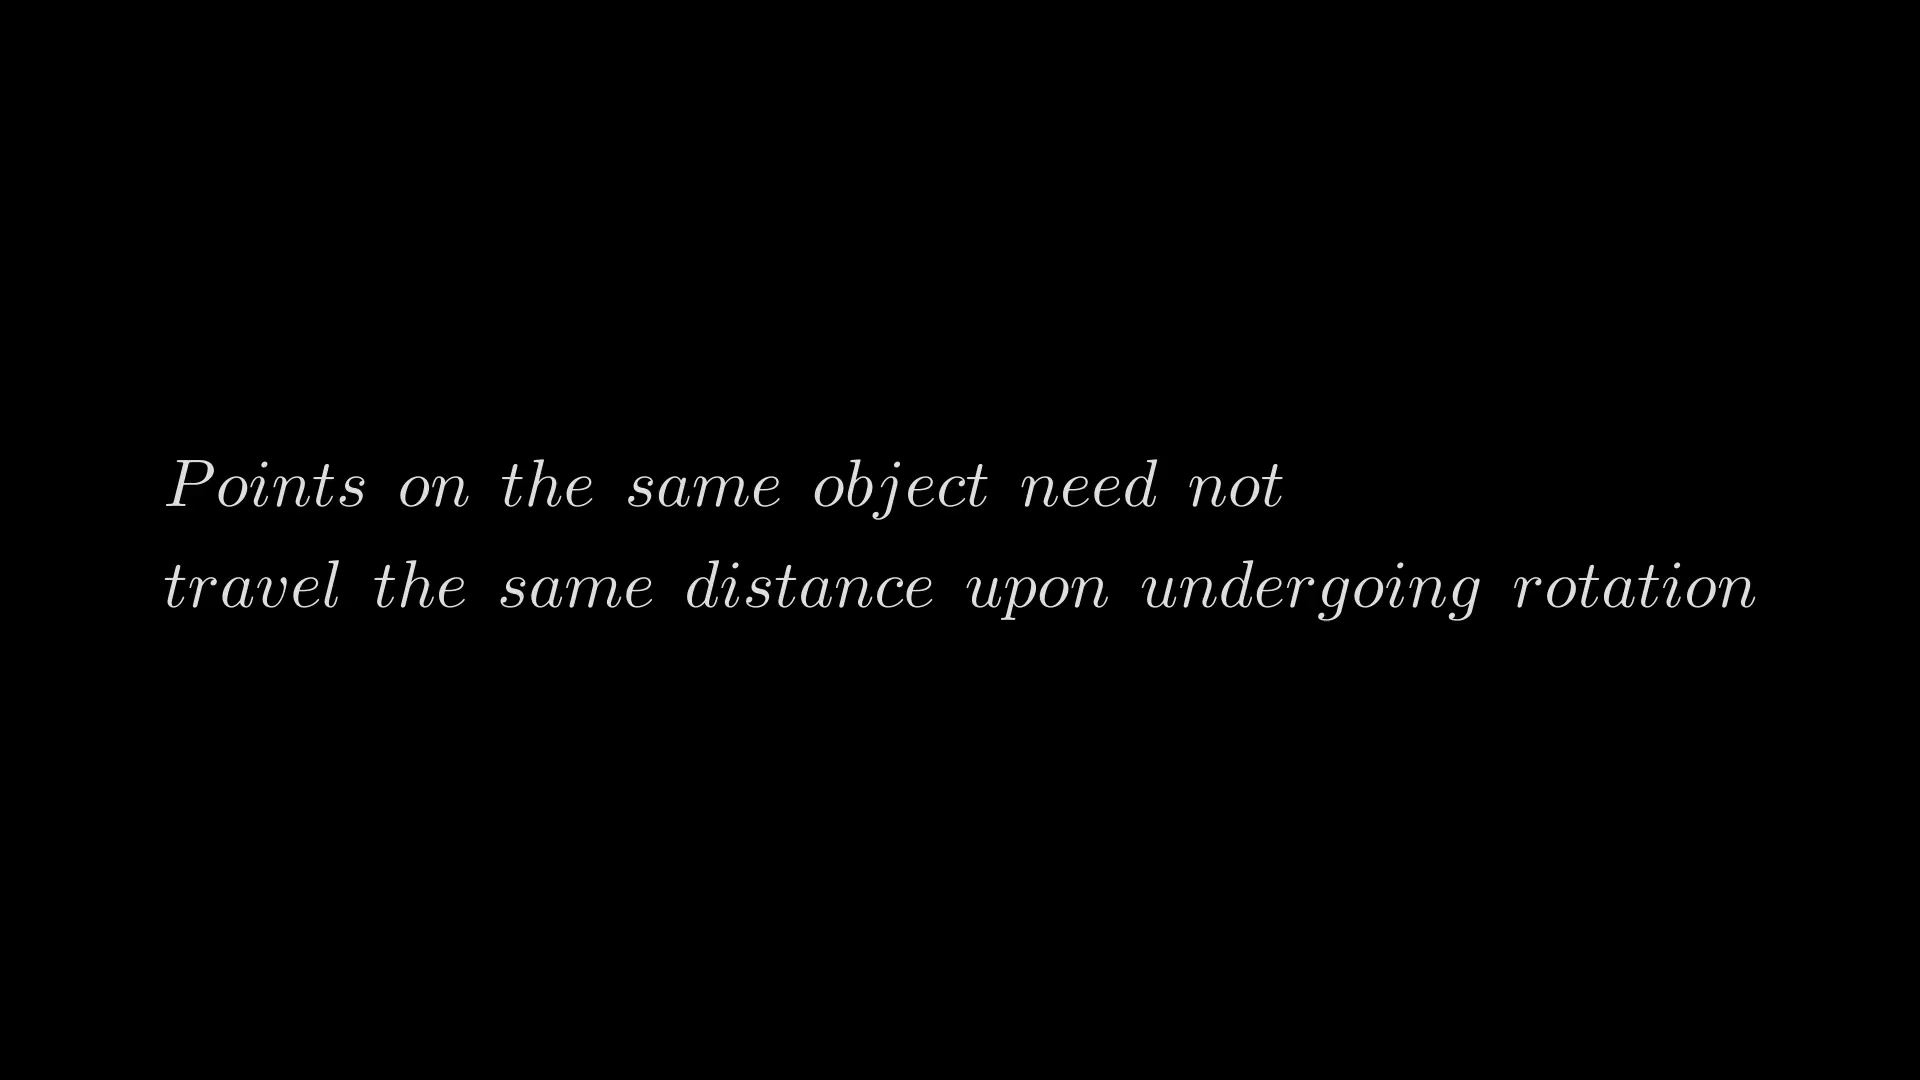 Points on the same object need not
travel the same distance upon undergoing rotation